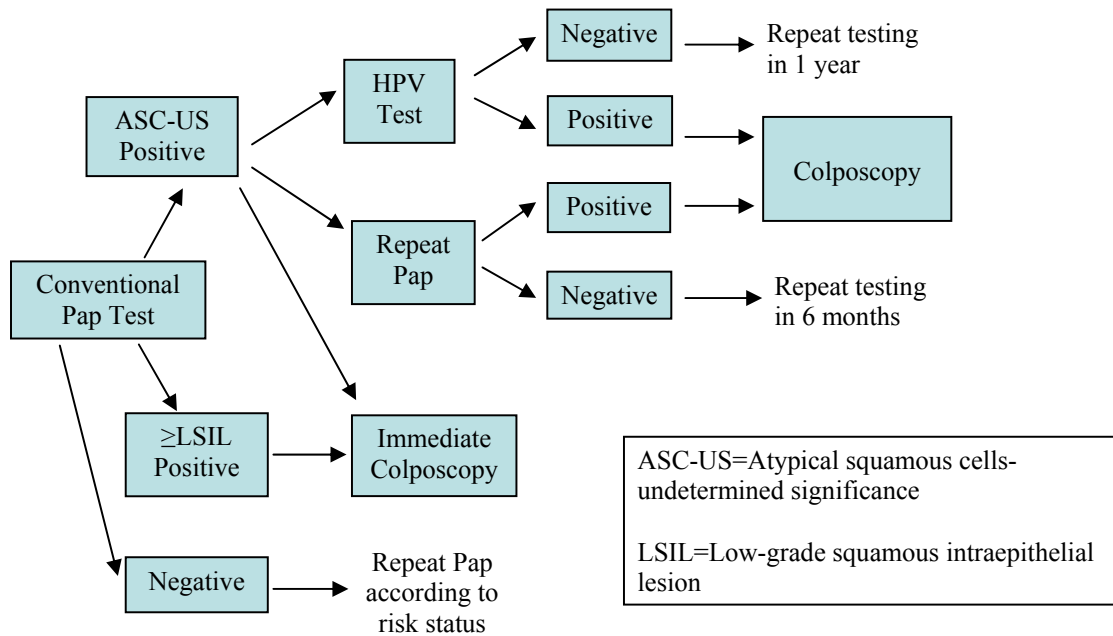 Conventional
Pap Test
ASC-US
Positive
HPV
Test
Negative
Repeat testing
in 1 year
Positive
Colposcopy
Repeat
Pap
Positive
Negative
Repeat testing
in 6 months
≥LSIL
Positive
Immediate
Colposcopy
Negative
Repeat Pap
according to
risk status
ASC-US=Atypical squamous cells-
undetermined significance
LSIL=Low-grade squamous intraepithelial
lesion